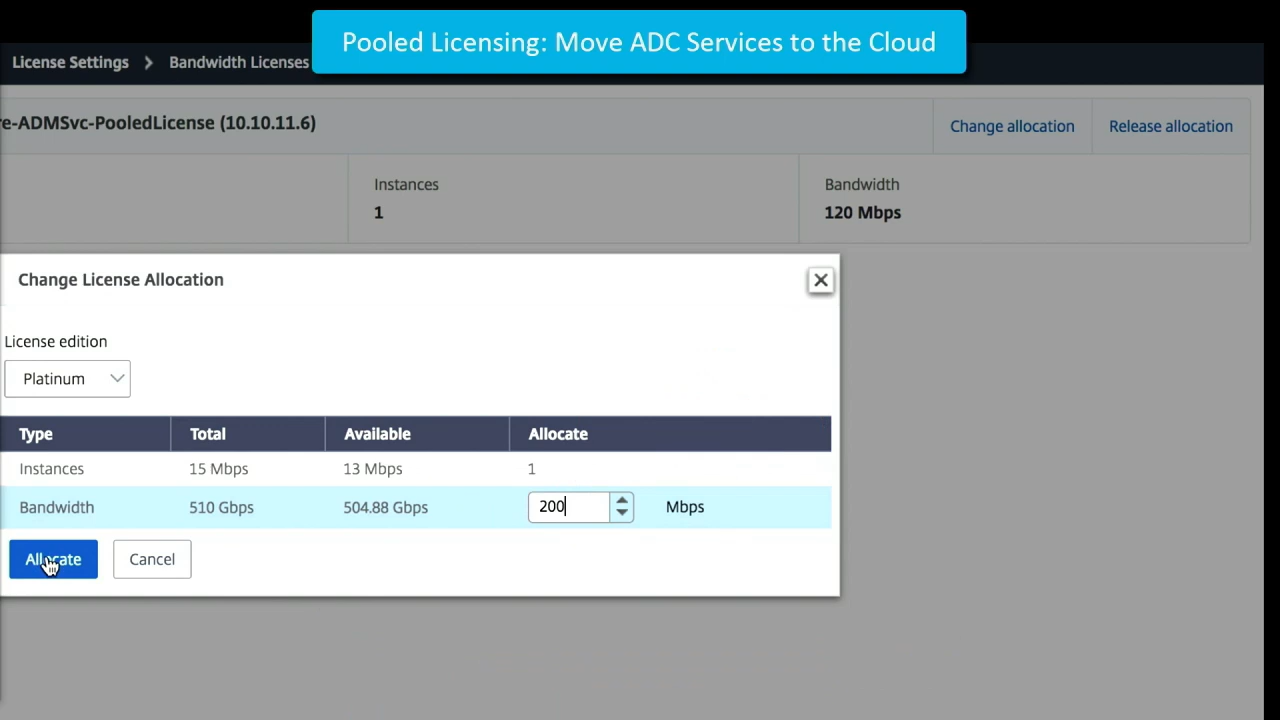 Pooled Licensing: Move ADC Services to the Cloud
License Settings > Bandwidth Licenses
re-ADMSvc-PooledLicense (10.10.11.6)
Change allocation
Release allocation
Instances
1
Bandwidth
120 Mbps
Change License Allocation
License edition
Platinum
Type Total Available Allocate
Instances 15 Mbps 13 Mbps 1
Bandwidth 510 Gbps 504.88 Gbps 200 Mbps
Allocate Cancel